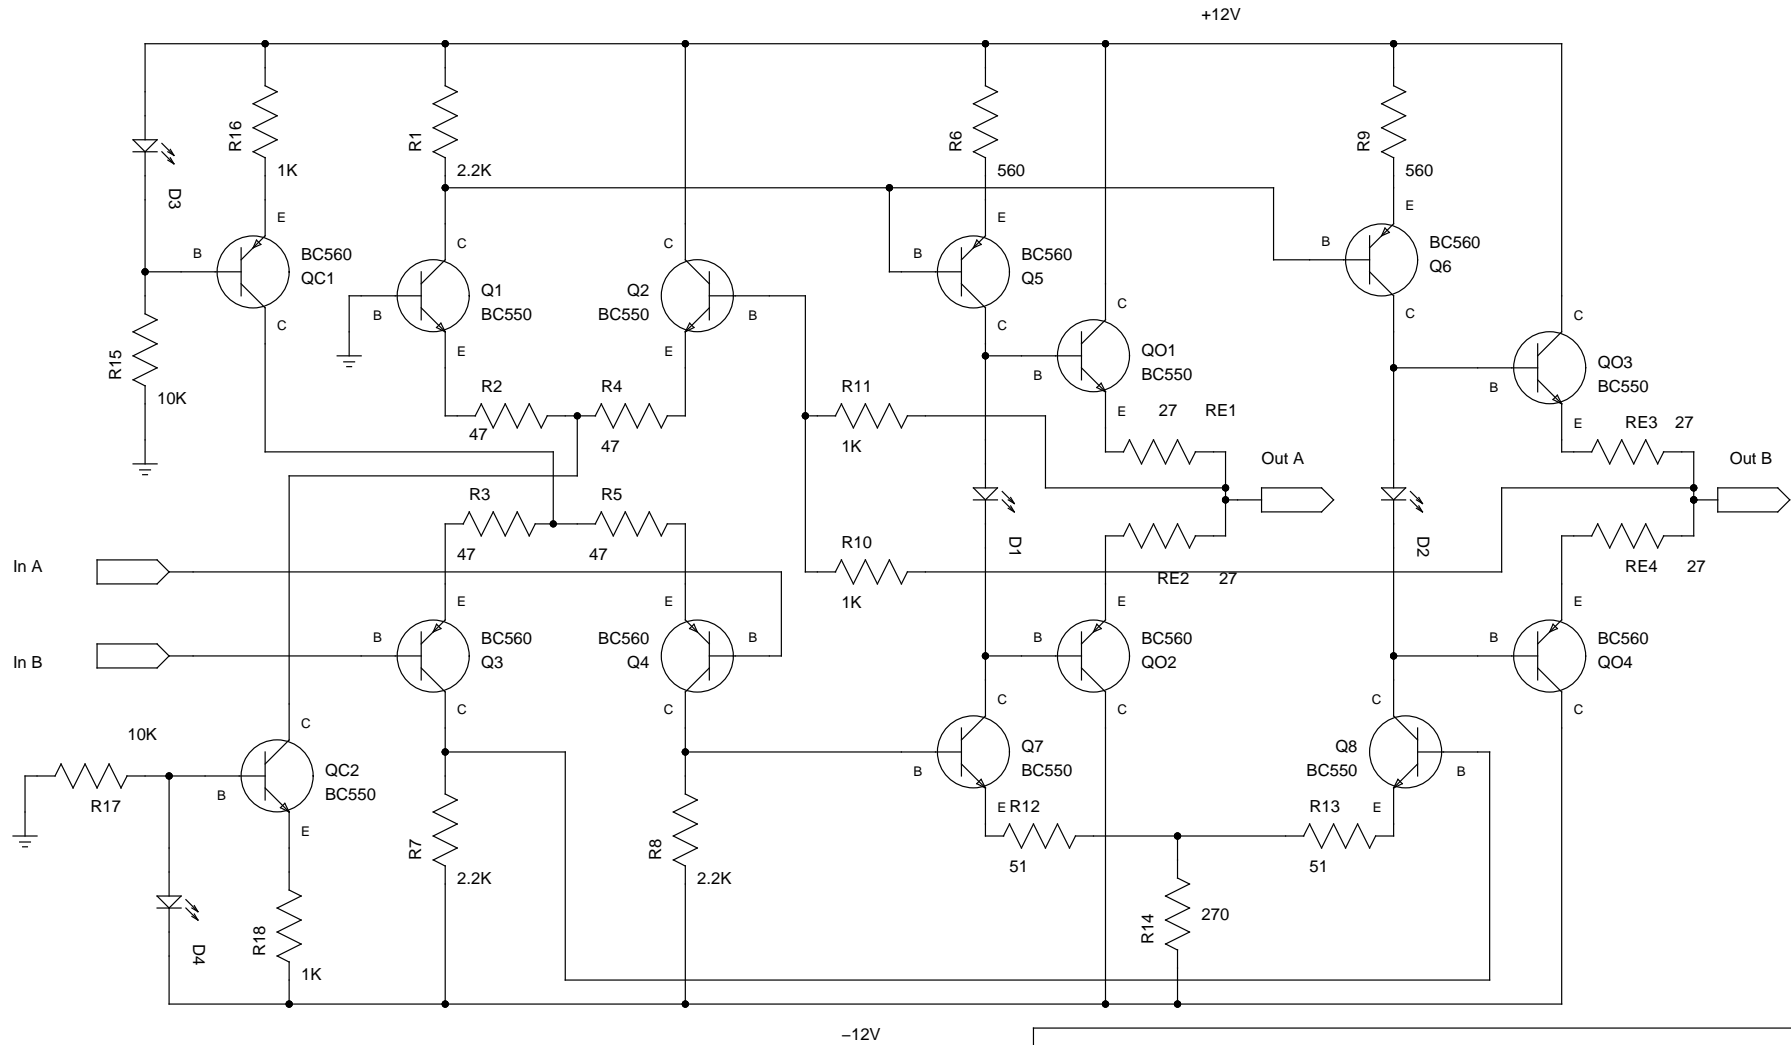 +12V
R16
1K
D3
E
B
BC560
QC1
C
R15
10K
R1
2.2K
C
Q1
BC550
B
E
C
Q2
BC550
B
E
R2
47
R4
47
R6
560
E
BC560
Q5
B
C
QO1
BC550
C
B
E
27
RE1
R9
560
E
BC560
Q6
B
C
C
QO3
BC550
B
E
RE3
27
R11
1K
Out A
Out B
R3
47
R5
47
R10
1K
D1
D2
RE2
27
RE4
27
In A
In B
E
BC560
Q3
B
C
E
BC560
Q4
B
C
E
BC560
QO2
B
C
E
BC560
QO4
B
C
10K
R17
C
QC2
BC550
B
E
D4
R18
1K
R7
2.2K
R8
2.2K
C
Q7
BC550
B
E
R12
51
C
Q8
BC550
B
E
R13
51
R14
270
−12V